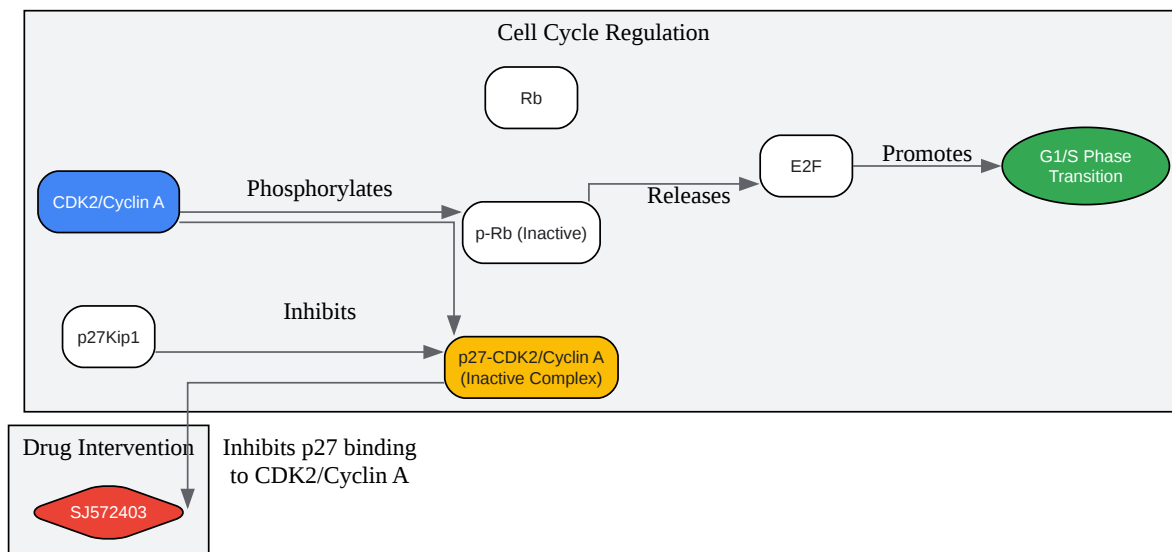 Cell Cycle Regulation
Rb
E2F
Promotes
G1/S Phase
Transition
CDK2/Cyclin A
Phosphorylates
Releases
p-Rb (Inactive)
p27Kip1
Inhibits
p27-CDK2/Cyclin A
(Inactive Complex)
Drug Intervention
Inhibits p27 binding
to CDK2/Cyclin A
SJ572403